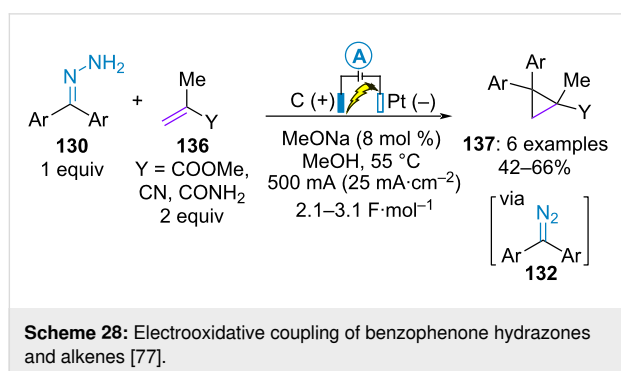 A
NH₂
N
Me
Ar Ar
+
Y
C (+) Pt (–)
Ar
Ar
Me
Y
130
1 equiv
136
Y = COOMe,
CN, CONH₂
2 equiv
MeONa (8 mol %)
MeOH, 55 °C
500 mA (25 mA·cm⁻²)
2.1–3.1 F·mol⁻¹
137: 6 examples
42–66%
via
N₂
Ar Ar
132
Scheme 28: Electrooxidative coupling of benzophenone hydrazones
and alkenes [77].